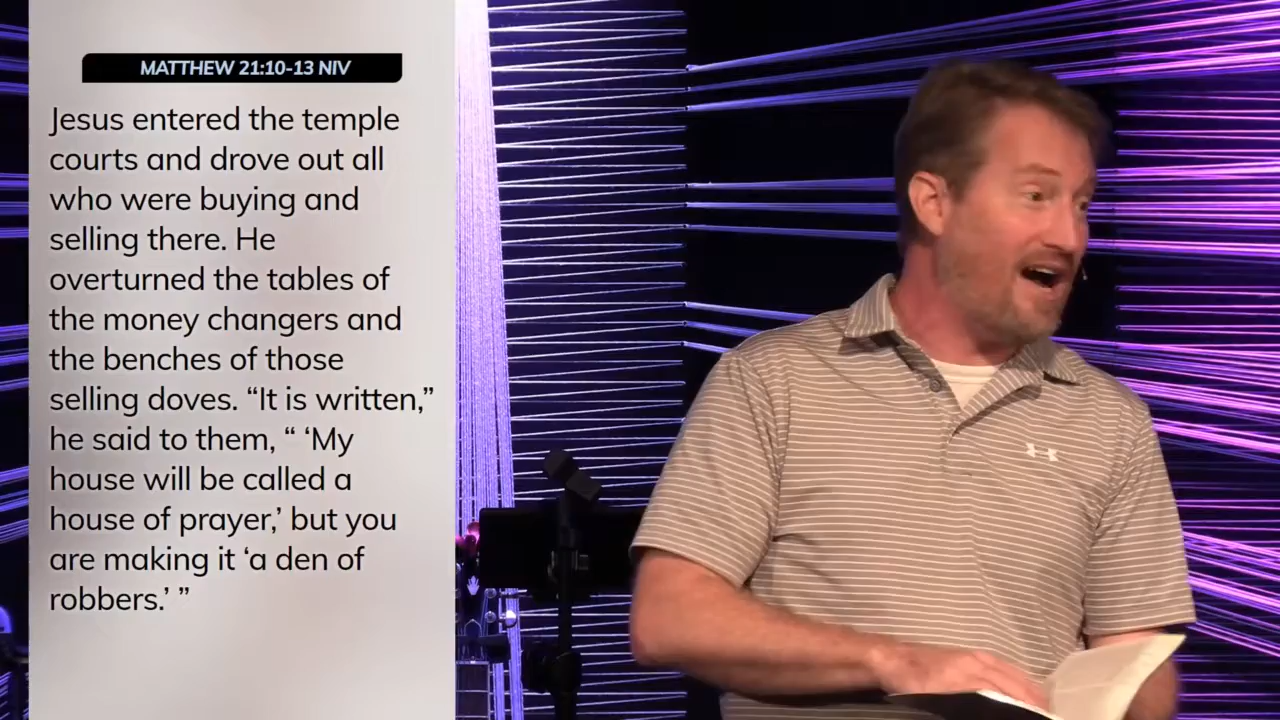 MATTHEW 21:10-13 NIV
Jesus entered the temple
courts and drove out all
who were buying and
selling there. He
overturned the tables of
the money changers and
the benches of those
selling doves. “It is written,”
he said to them, “ ‘My
house will be called a
house of prayer,’ but you
are making it ‘a den of
robbers.’ ”